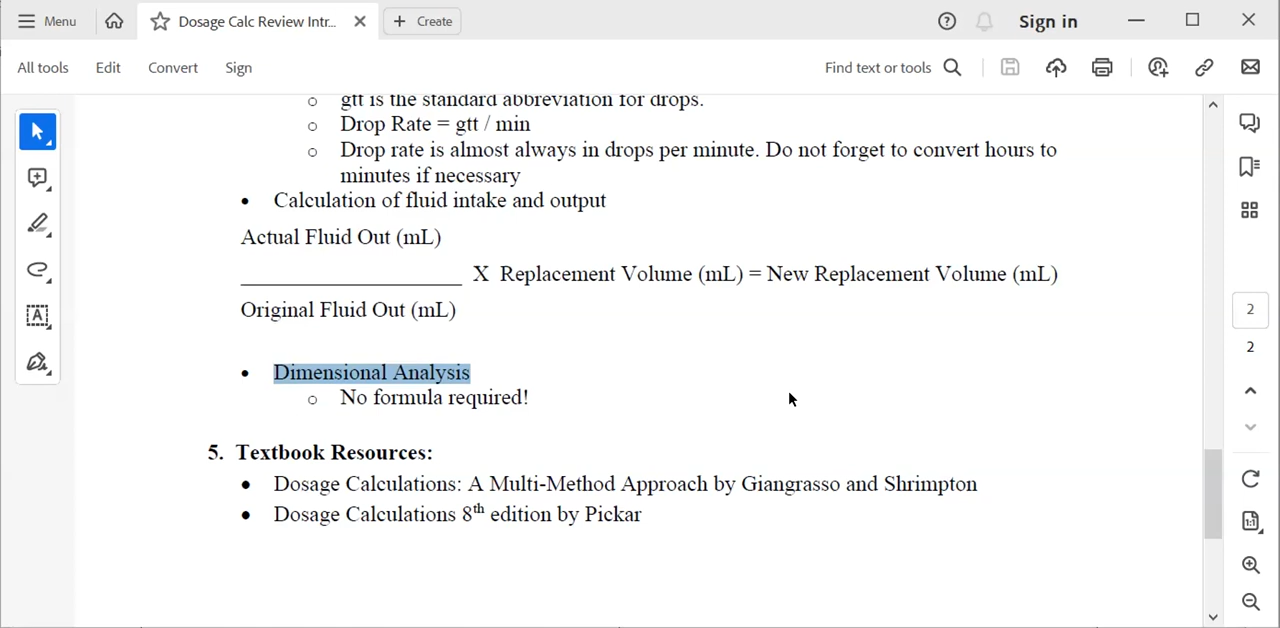 Menu
Dosage Calc Review Intr...
Create
Sign in
All tools
Edit
Convert
Sign
Find text or tools
o gtt is the standard abbreviation for drops.
o Drop Rate = gtt / min
o Drop rate is almost always in drops per minute. Do not forget to convert hours to
minutes if necessary
• Calculation of fluid intake and output
Actual Fluid Out (mL)
____________________ X Replacement Volume (mL) = New Replacement Volume (mL)
Original Fluid Out (mL)
• Dimensional Analysis
o No formula required!
5. Textbook Resources:
• Dosage Calculations: A Multi-Method Approach by Giangrasso and Shrimpton
• Dosage Calculations 8th edition by Pickar
2
2